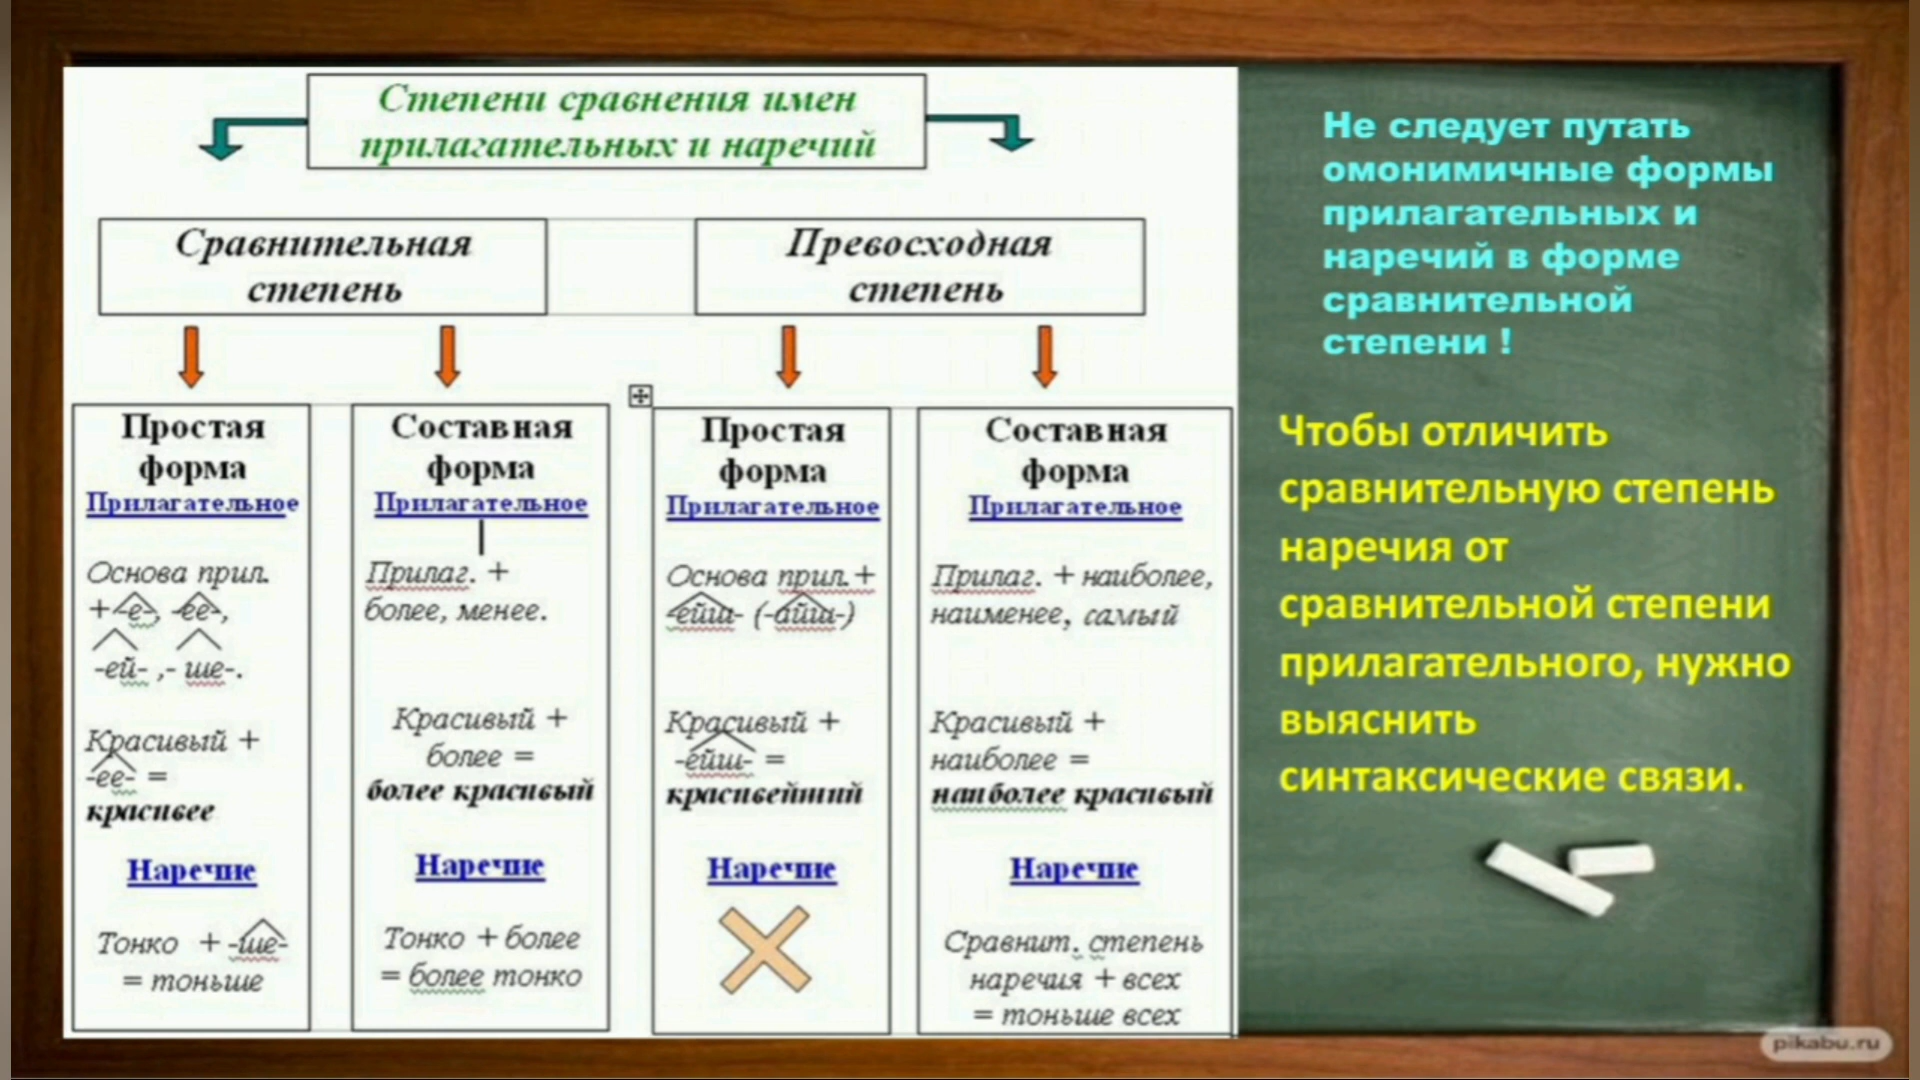 Степени сравнения имен
прилагательных и наречий
Сравнительная
степень
Превосходная
степень
Простая
форма
Прилагательное
Основа прил.
+ -е-, -ее-,
-ей- ,- ше-.
Красивый +
-ее- =
красивее
Наречие
Тонко + -ше-
= тоньше
Составная
форма
Прилагательное
Прилаг. +
более, менее.
Красивый +
более =
более красивый
Наречие
Тонко + более
= более тонко
Простая
форма
Прилагательное
Основа прил.+
-ейш- (-айш-)
Красивый +
-ейш- =
красивейший
Наречие
Составная
форма
Прилагательное
Прилаг. + наиболее,
наименее, самый
Красивый +
наиболее =
наиболее красивый
Наречие
Сравнит. степень
наречия + всех
= тоньше всех
Не следует путать
омонимичные формы
прилагательных и
наречий в форме
сравнительной
степени !
Чтобы отличить
сравнительную степень
наречия от
сравнительной степени
прилагательного, нужно
выяснить
синтаксические связи.
pikabu.ru